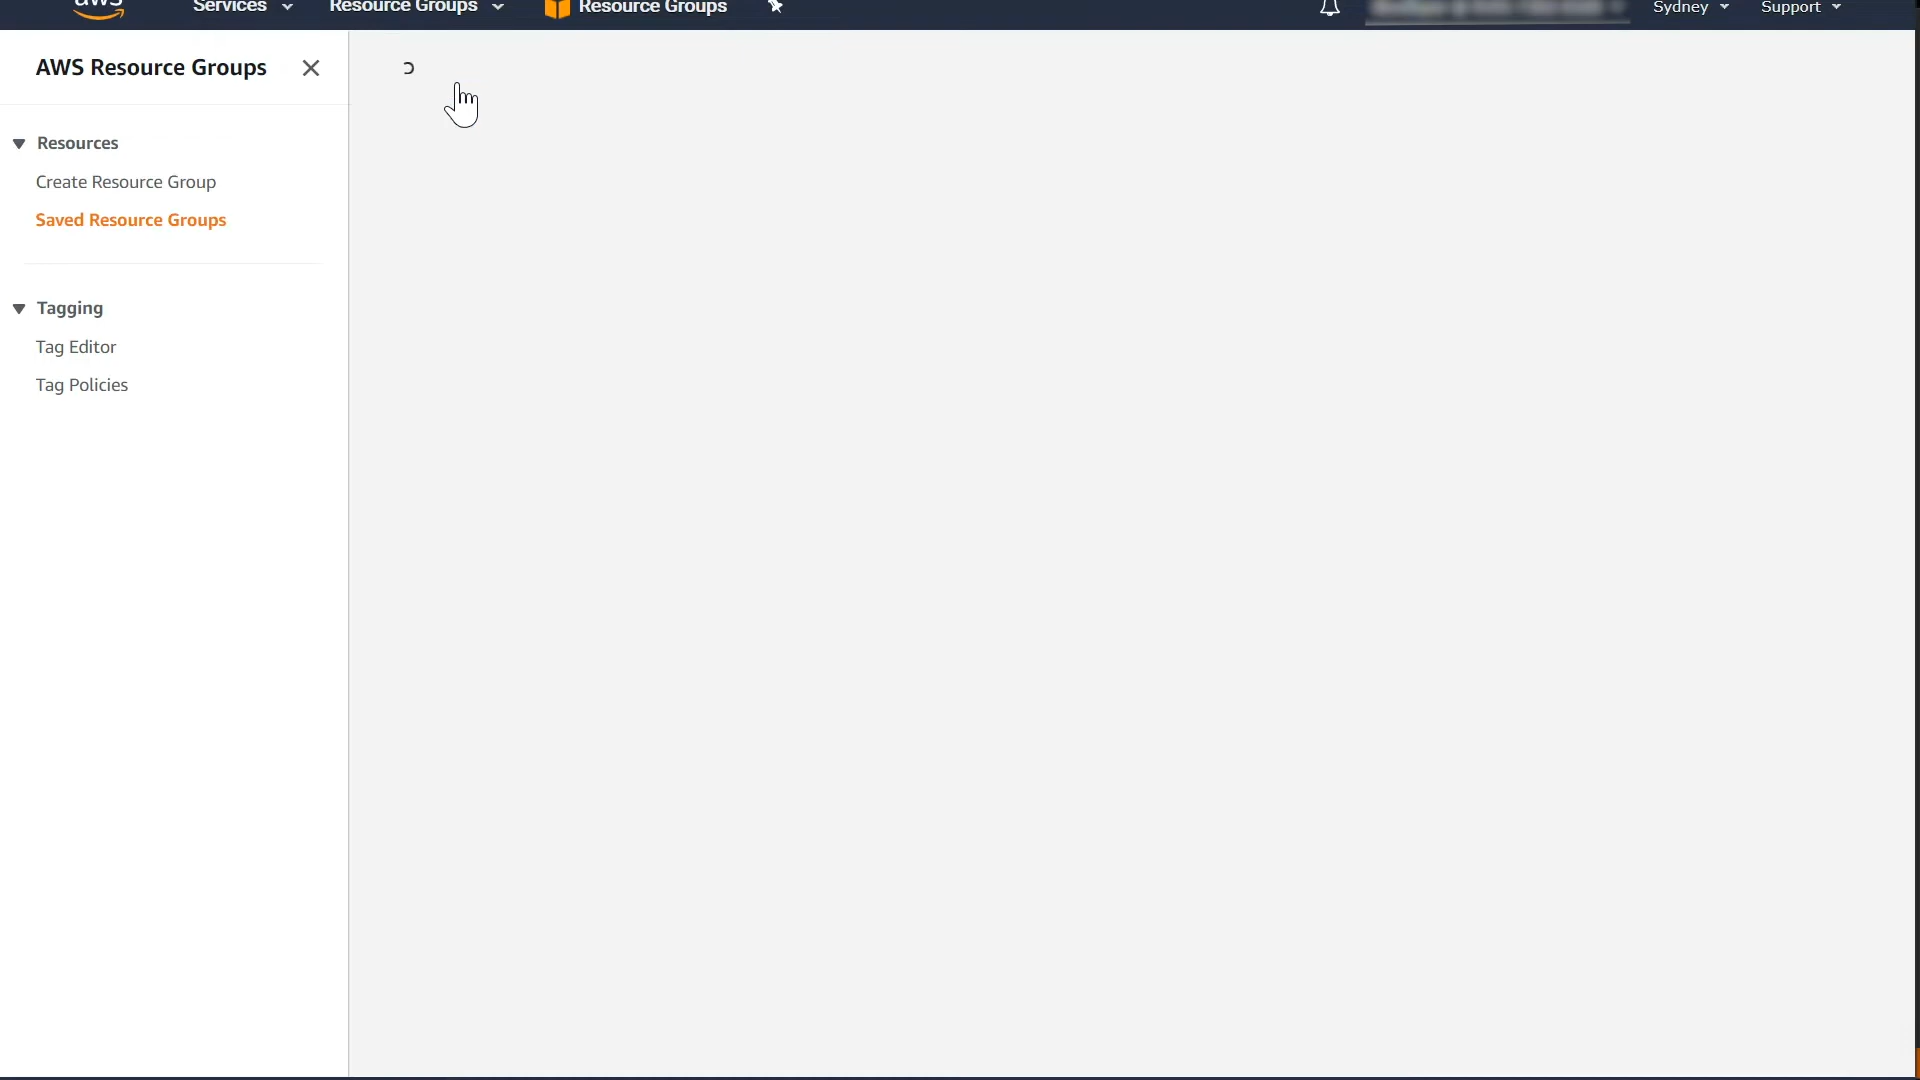 aws Services Resource Groups Resource Groups Sydney Support
AWS Resource Groups
Resources
Create Resource Group
Saved Resource Groups
Tagging
Tag Editor
Tag Policies